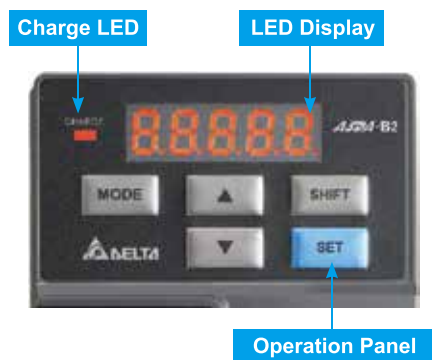 Charge LED
LED Display
CHARGE
8.8.8.8.8
ASDA-B2
MODE
▲
SHIFT
DELTA
▼
SET
Operation Panel